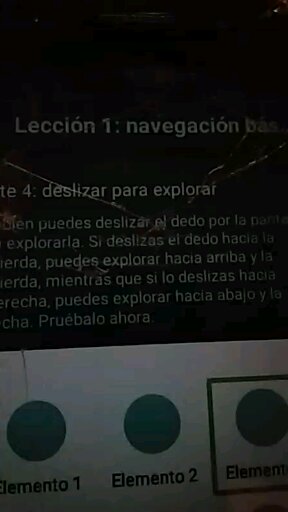 Lección 1: navegación bás...
te 4: deslizar para explorar
bién puedes deslizar el dedo por la panta
explorarla. Si deslizas el dedo hacia la
uierda, puedes explorar hacia arriba y la
uierda, mientras que si lo deslizas hacia
erecha, puedes explorar hacia abajo y la
cha. Pruébalo ahora.
Elemento 1
Elemento 2
Element